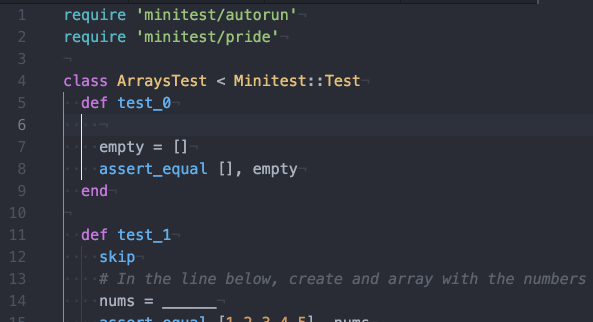 1 require 'minitest/autorun'
2 require 'minitest/pride'
3
4 class ArraysTest < Minitest::Test
5 def test_0
6
7 empty = []
8 assert_equal [], empty
9 end
10
11 def test_1
12 skip
13 # In the line below, create and array with the numbers
14 nums = ______
15 assert_equal [1,2,3,4,5], nums